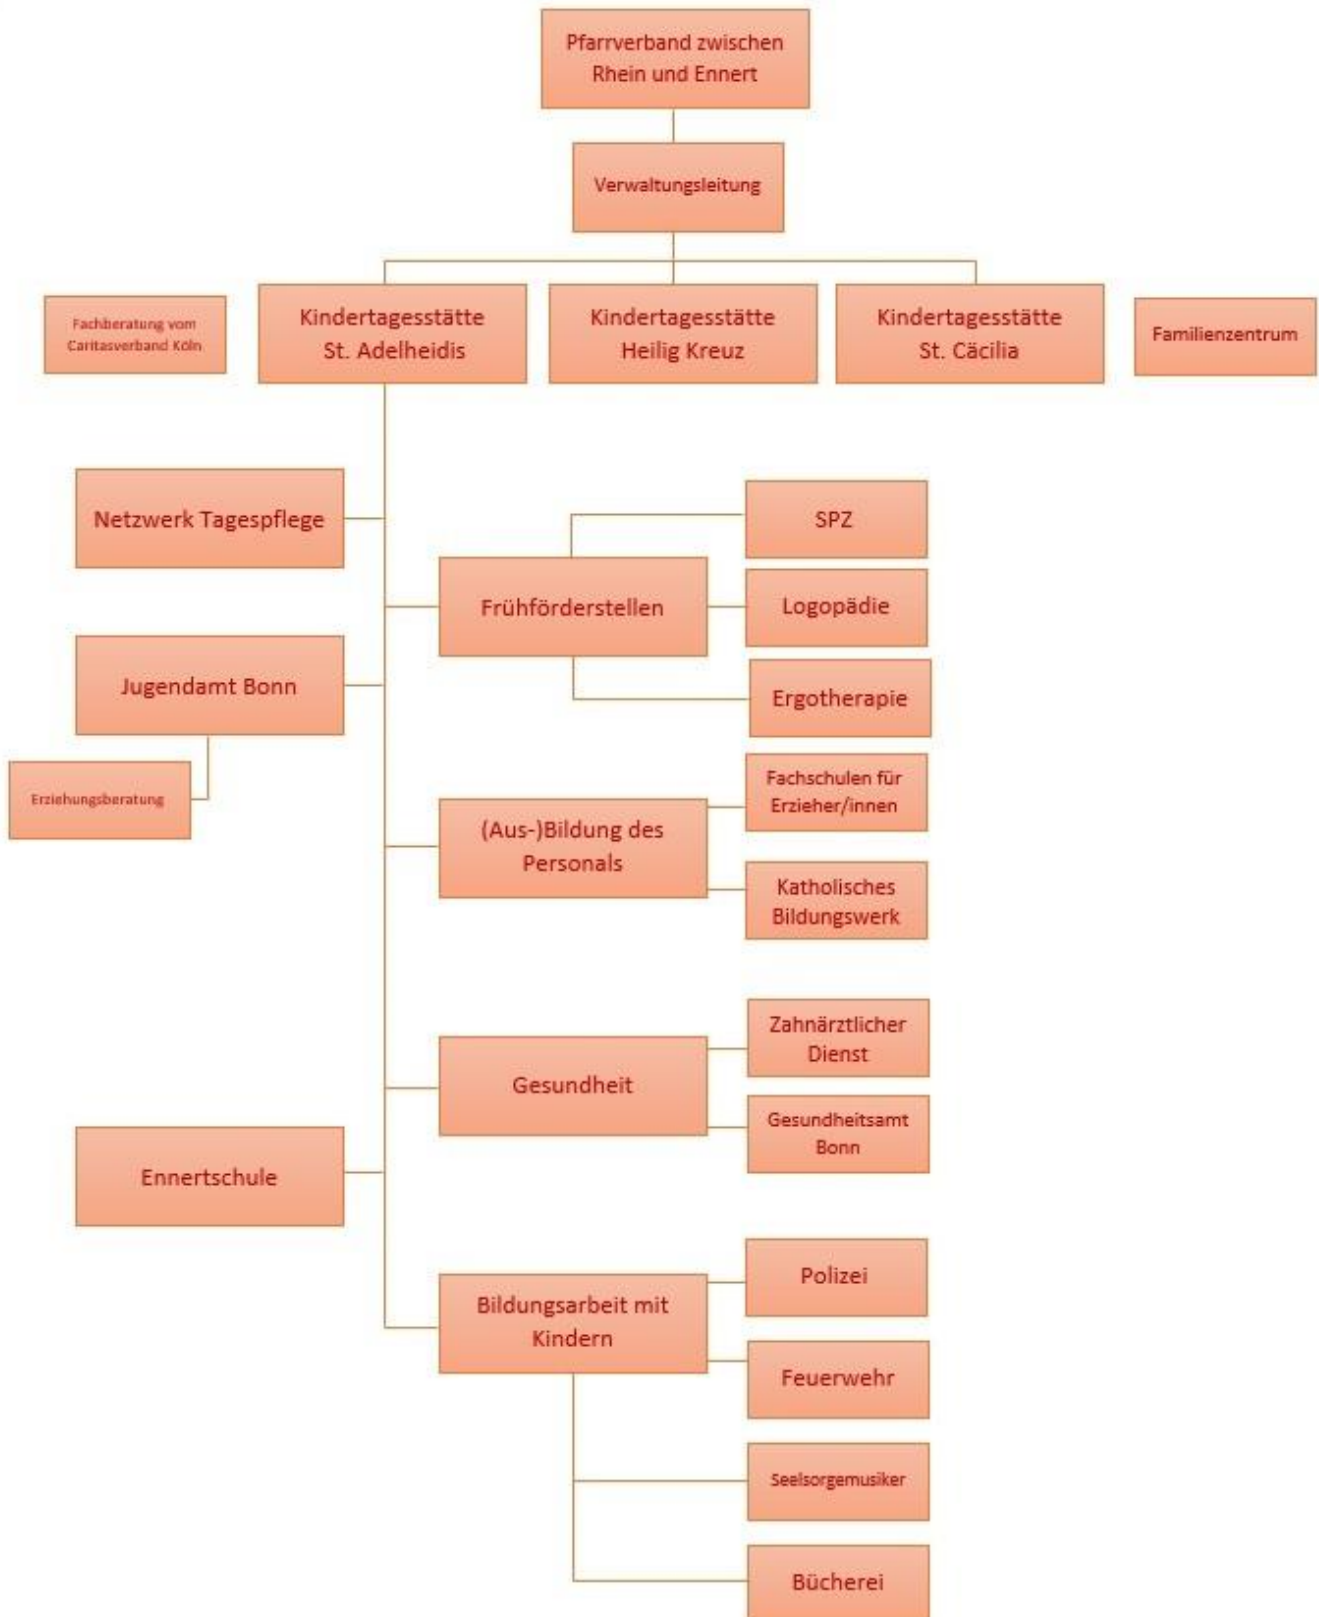 Pfarrverband zwischen
Rhein und Ennert
Verwaltungsleitung
Fachberatung vom
Caritasverband Köln
Kindertagesstätte
St. Adelheidis
Kindertagesstätte
Heilig Kreuz
Kindertagesstätte
St. Cäcilia
Familienzentrum
Netzwerk Tagespflege
SPZ
Frühförderstellen
Logopädie
Jugendamt Bonn
Ergotherapie
Erziehungsberatung
(Aus-)Bildung des
Personals
Fachschulen für
Erzieher/innen
Katholisches
Bildungswerk
Gesundheit
Zahnärztlicher
Dienst
Gesundheitsamt
Bonn
Ennertschule
Bildungsarbeit mit
Kindern
Polizei
Feuerwehr
Seelsorgemusiker
Bücherei